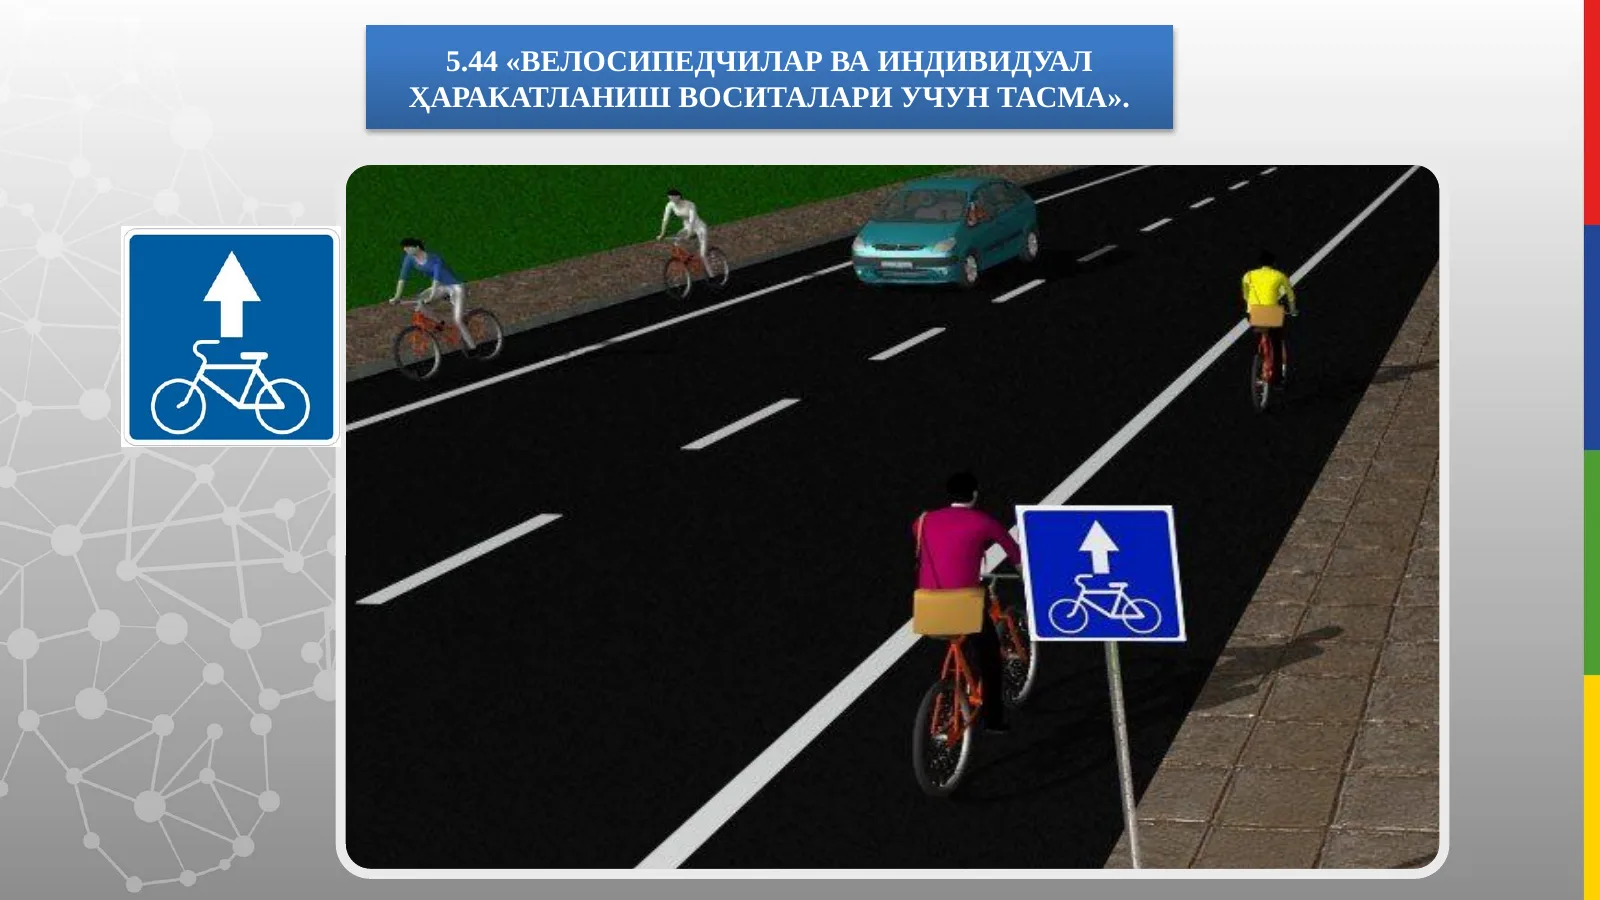 5.44 «ВЕЛОСИПЕДЧИЛАР ВА ИНДИВИДУАЛ
ҲАРАКАТЛАНИШ ВОСИТАЛАРИ УЧУН ТАСМА».